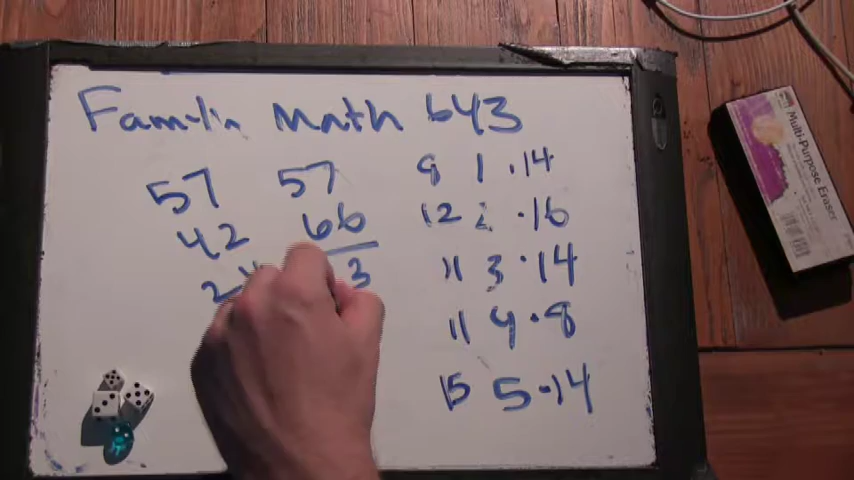 Famil Math 643
57 57 9 1 .14
42 66 12 2 .16
3 11 3 .14
11 4 .8
15 5 .14
Multi-Purpose Eraser